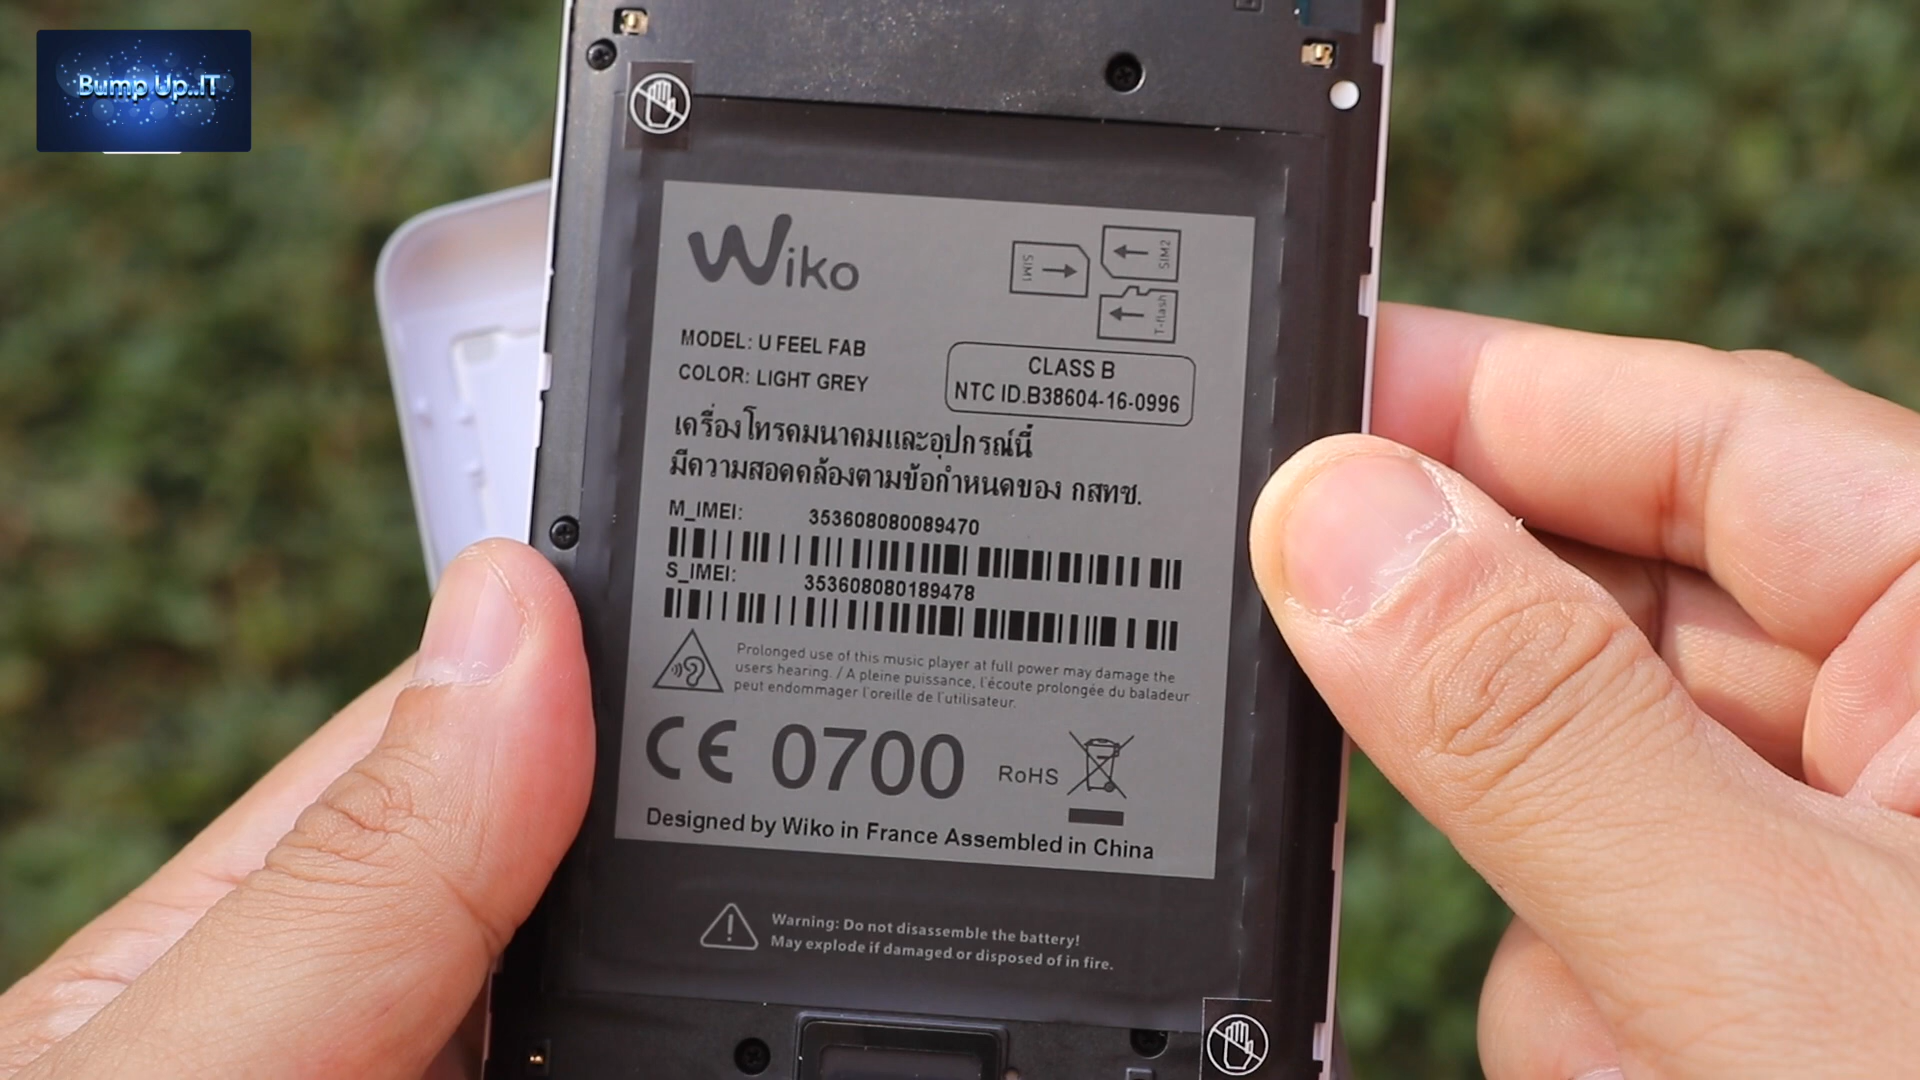 Bump Up..IT
Wiko
SIM1
SIM2
T-flash
MODEL: U FEEL FAB
COLOR: LIGHT GREY
CLASS B
NTC ID.B38604-16-0996
เครื่องโทรคมนาคมและอุปกรณ์นี้
มีความสอดคล้องตามข้อกำหนดของ กสทช.
M_IMEI: 353608080089470
S_IMEI: 353608080189478
Prolonged use of this music player at full power may damage the
users hearing. / A pleine puissance, l'écoute prolongée du baladeur
peut endommager l'oreille de l'utilisateur.
CE 0700
RoHS
Designed by Wiko in France Assembled in China
Warning: Do not disassemble the battery!
May explode if damaged or disposed of in fire.